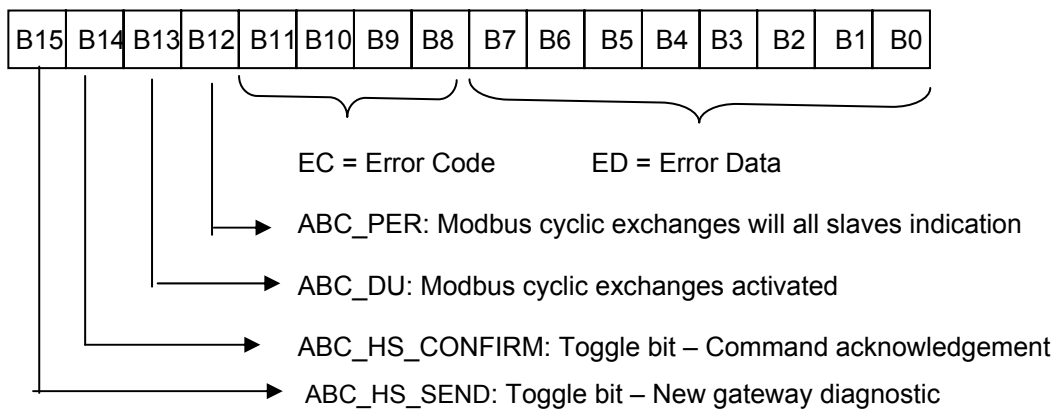 B15 B14 B13 B12 B11 B10 B9 B8 B7 B6 B5 B4 B3 B2 B1 B0
EC = Error Code ED = Error Data
ABC_PER: Modbus cyclic exchanges will all slaves indication
ABC_DU: Modbus cyclic exchanges activated
ABC_HS_CONFIRM: Toggle bit – Command acknowledgement
ABC_HS_SEND: Toggle bit – New gateway diagnostic